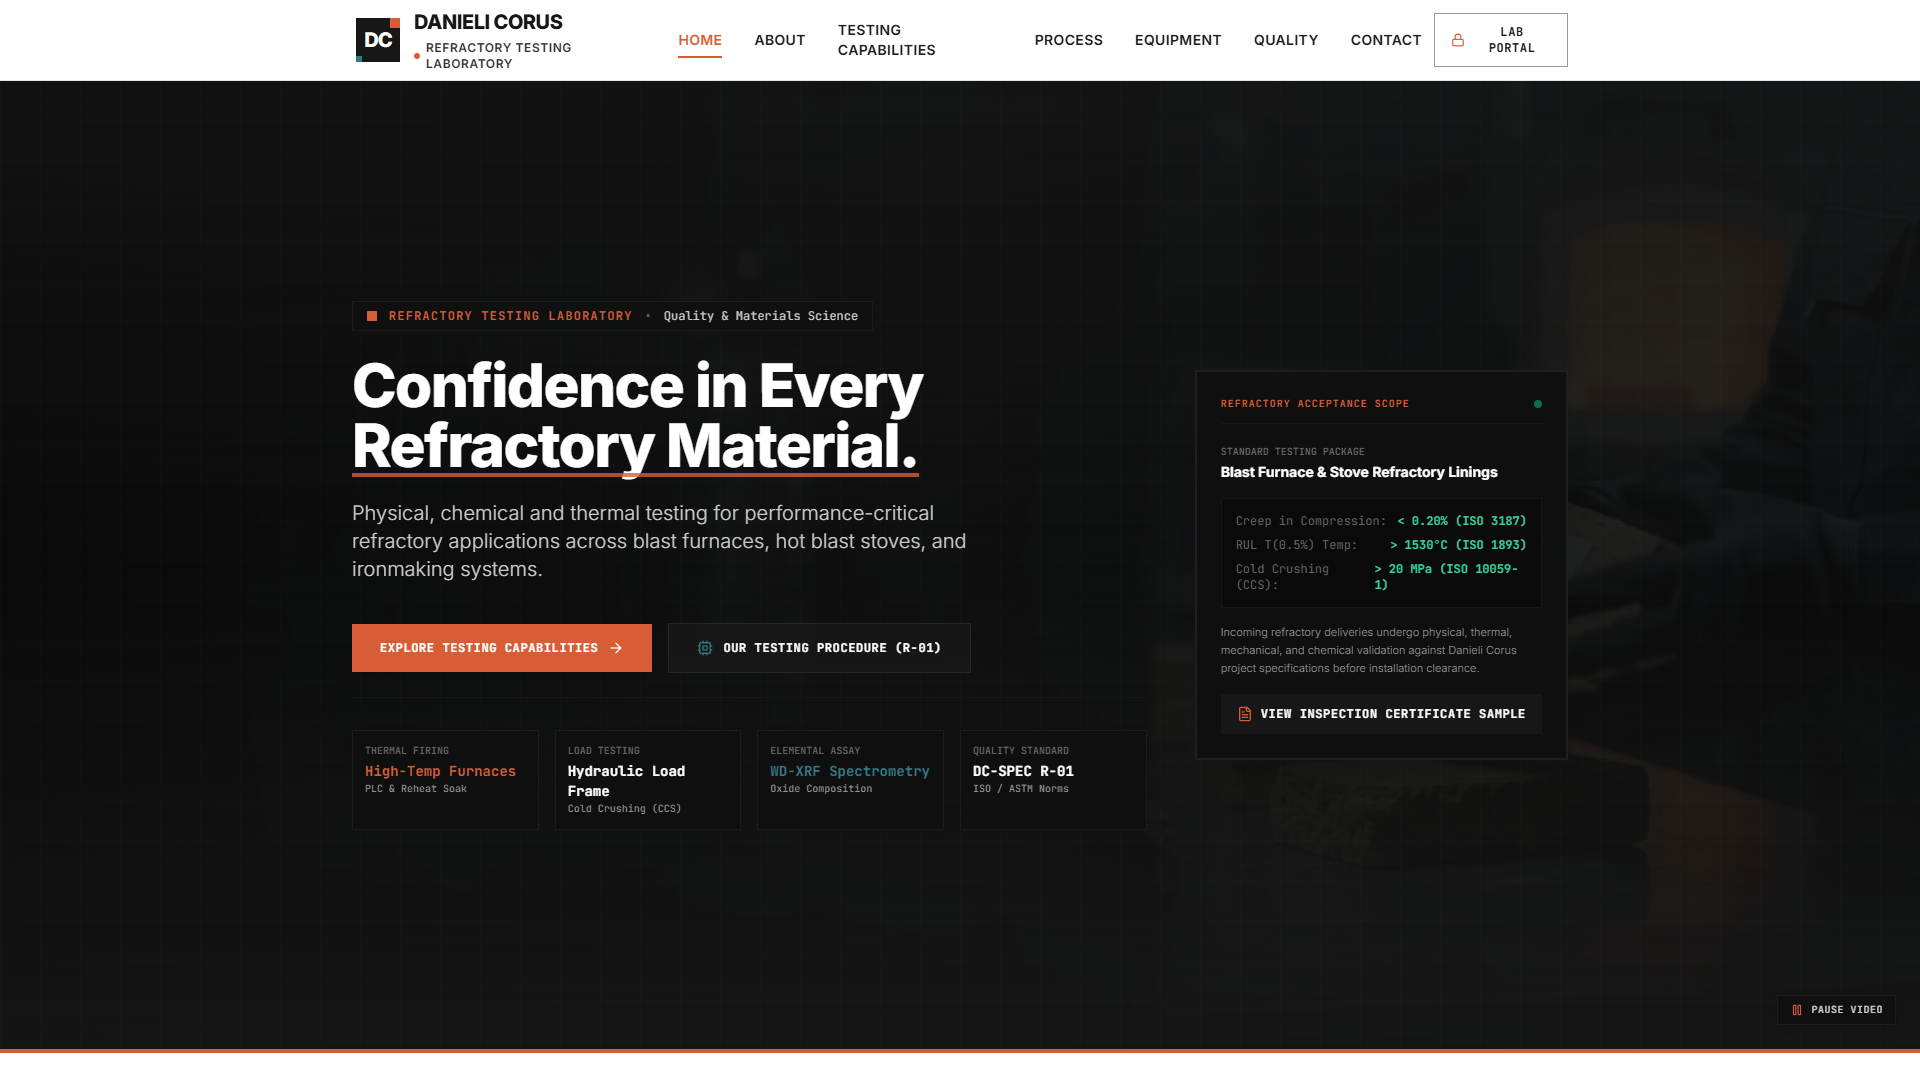 DC
DANIELI CORUS
REFRACTORY TESTING
LABORATORY
HOME
ABOUT
TESTING
CAPABILITIES
PROCESS
EQUIPMENT
QUALITY
CONTACT
LAB
PORTAL
REFRACTORY TESTING LABORATORY • Quality & Materials Science
Confidence in Every
Refractory Material.
Physical, chemical and thermal testing for performance-critical
refractory applications across blast furnaces, hot blast stoves, and
ironmaking systems.
EXPLORE TESTING CAPABILITIES →
OUR TESTING PROCEDURE (R-01)
THERMAL FIRING
High-Temp Furnaces
PLC & Reheat Soak
LOAD TESTING
Hydraulic Load
Frame
Cold Crushing (CCS)
ELEMENTAL ASSAY
WD-XRF Spectrometry
Oxide Composition
QUALITY STANDARD
DC-SPEC R-01
ISO / ASTM Norms
REFRACTORY ACCEPTANCE SCOPE
STANDARD TESTING PACKAGE
Blast Furnace & Stove Refractory Linings
Creep in Compression: < 0.20% (ISO 3187)
RUL T(0.5%) Temp: > 1530°C (ISO 1893)
Cold Crushing > 20 MPa (ISO 10059-
(CCS): 1)
Incoming refractory deliveries undergo physical, thermal,
mechanical, and chemical validation against Danieli Corus
project specifications before installation clearance.
VIEW INSPECTION CERTIFICATE SAMPLE
PAUSE VIDEO